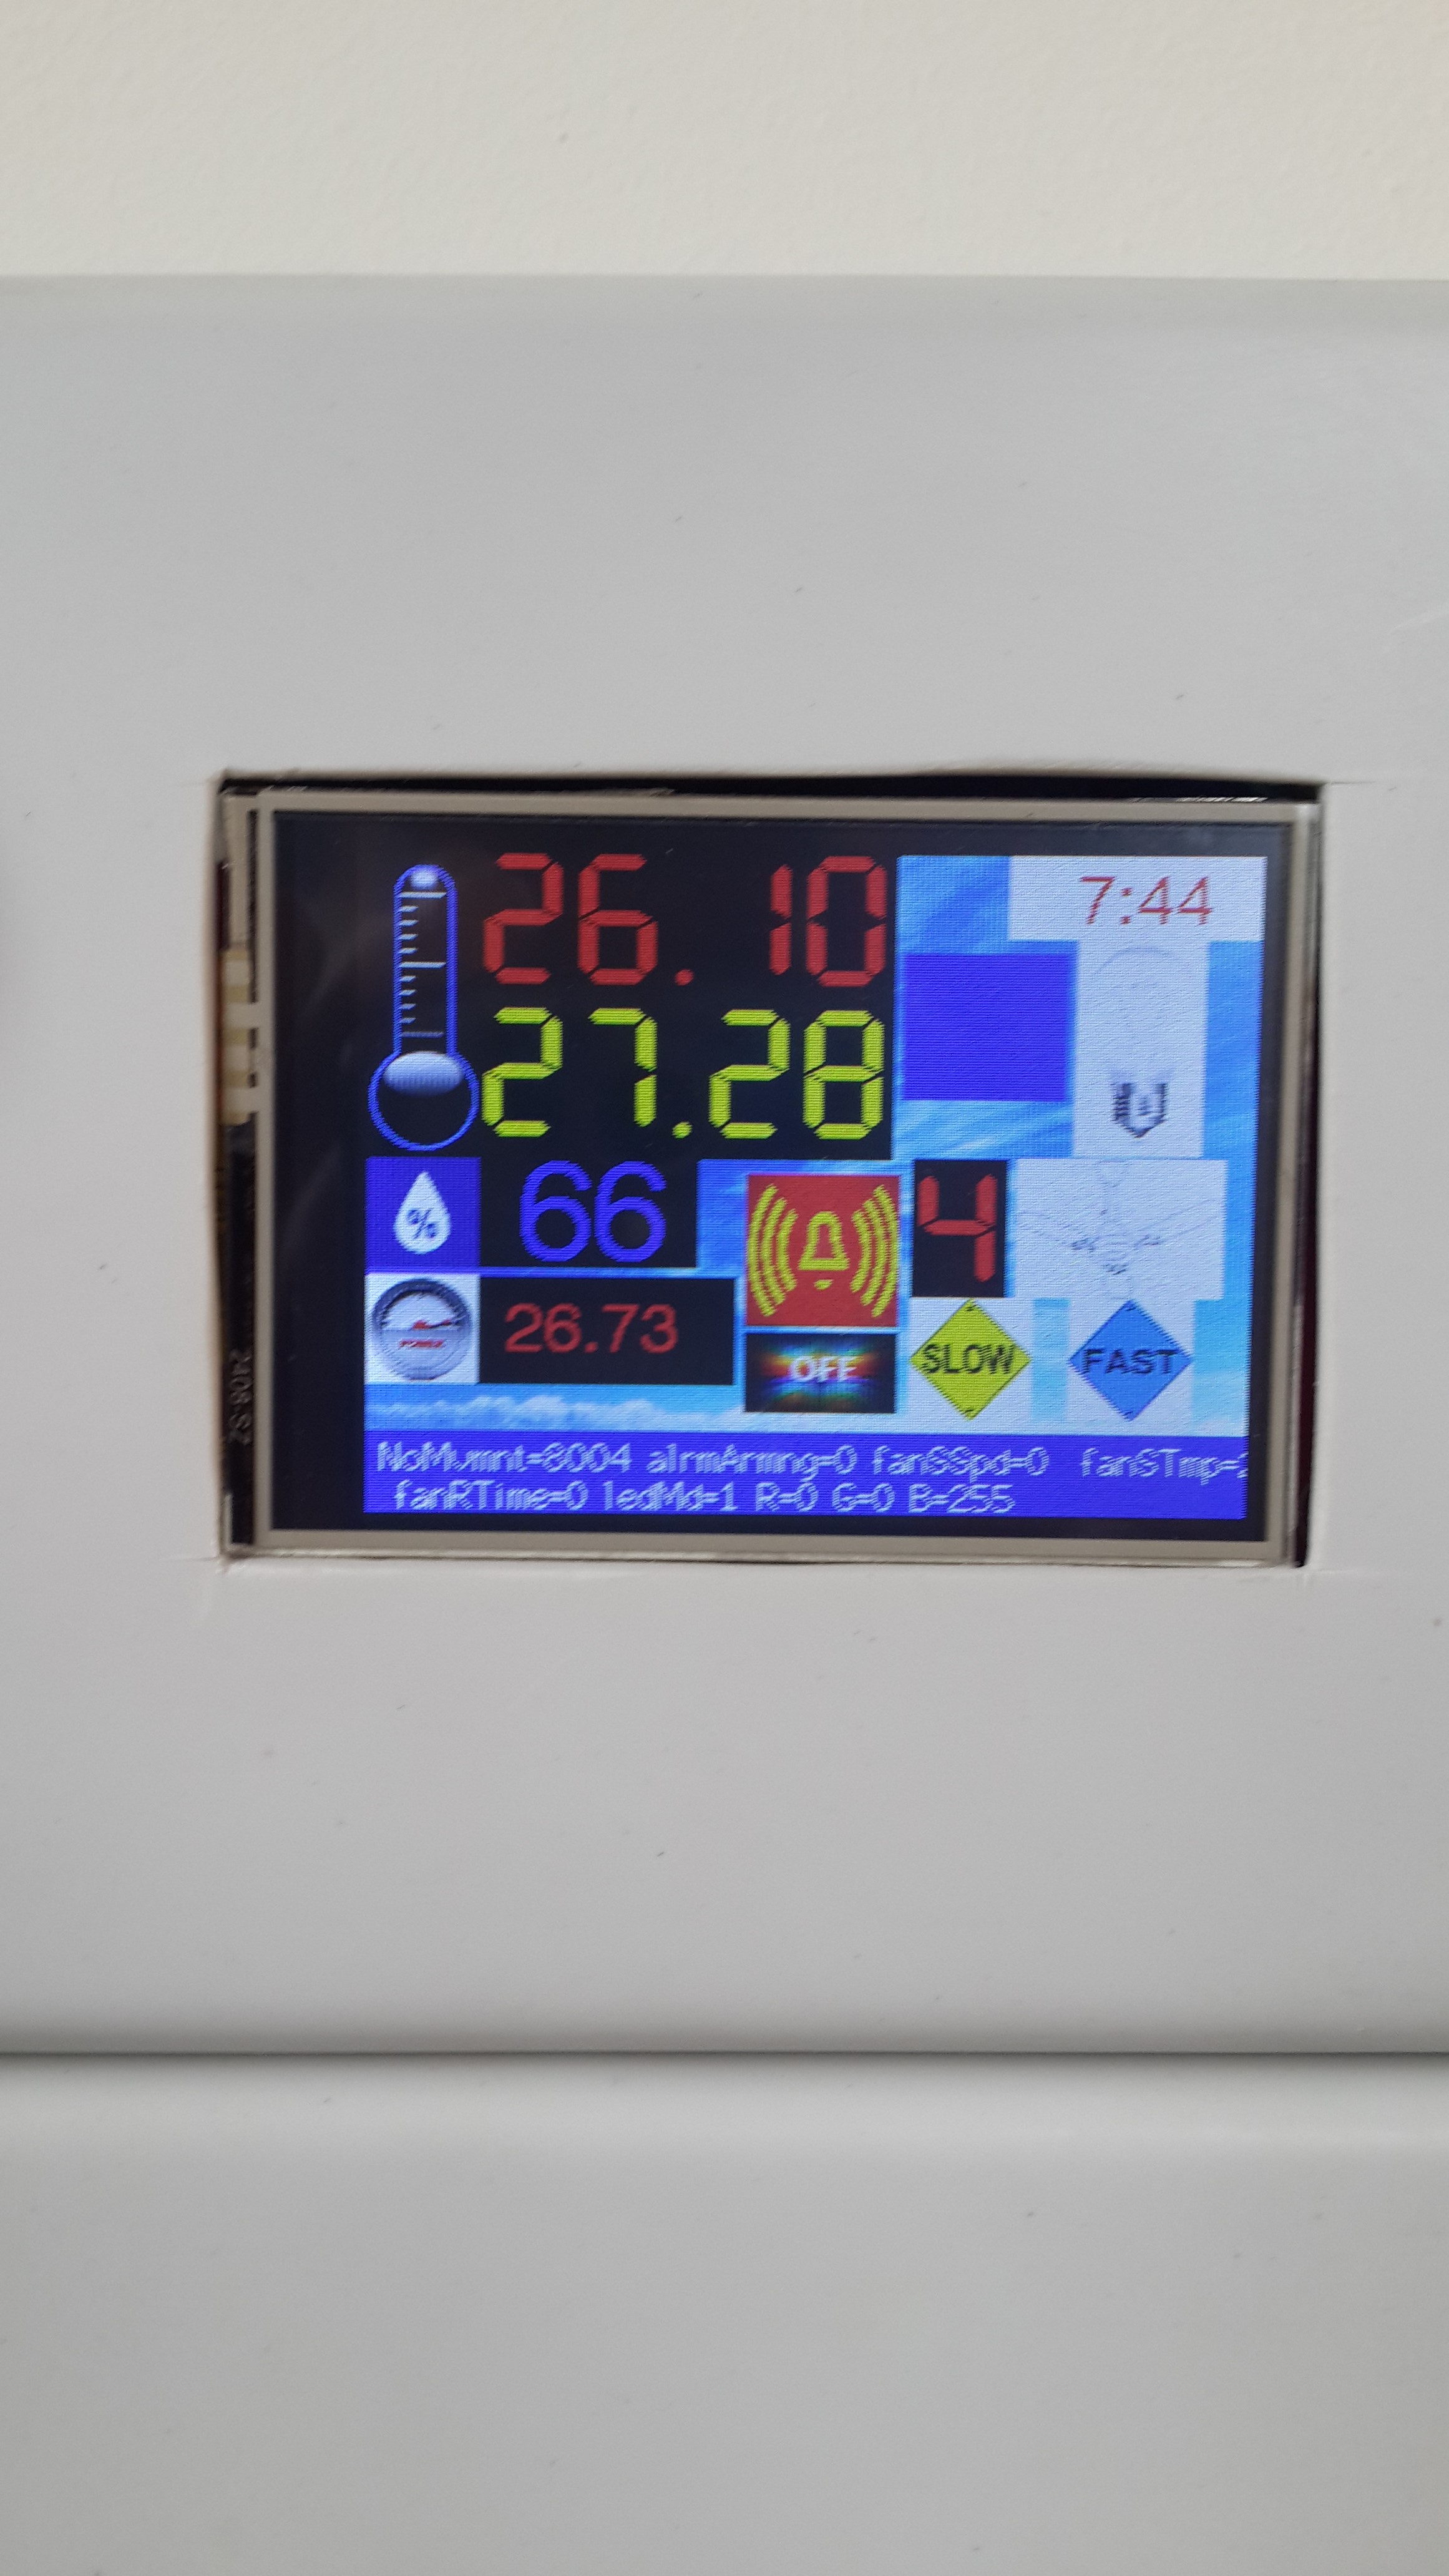 26.10
7:44
27.28
%
66
4
POWER
26.73
OFF
SLOW
FAST
NoMvmnt=8004 alrmArmng=0 fanSSpd=0 fanSTmp=
fanRTime=0 ledMd=1 R=0 G=0 B=255